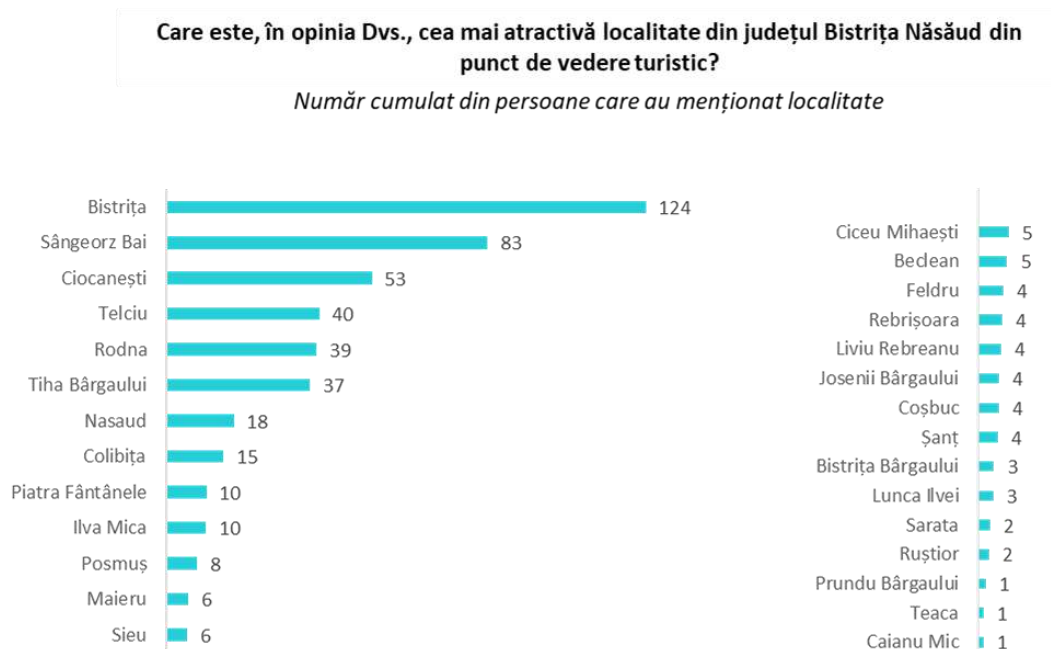 Care este, în opinia Dvs., cea mai atractivă localitate din județul Bistrița Năsăud din
punct de vedere turistic?
Număr cumulat din persoane care au menționat localitate
Bistrița 124
Sângeorz Bai 83
Ciocanești 53
Telciu 40
Rodna 39
Tiha Bârgaului 37
Nasaud 18
Colibița 15
Piatra Fântânele 10
Ilva Mica 10
Posmuș 8
Maieru 6
Sieu 6
Ciceu Mihaești 5
Beclean 5
Feldru 4
Rebrișoara 4
Liviu Rebreanu 4
Josenii Bârgaului 4
Coșbuc 4
Șanț 4
Bistrița Bârgaului 3
Lunca Ilvei 3
Sarata 2
Ruștior 2
Prundu Bârgaului 1
Teaca 1
Caianu Mic 1